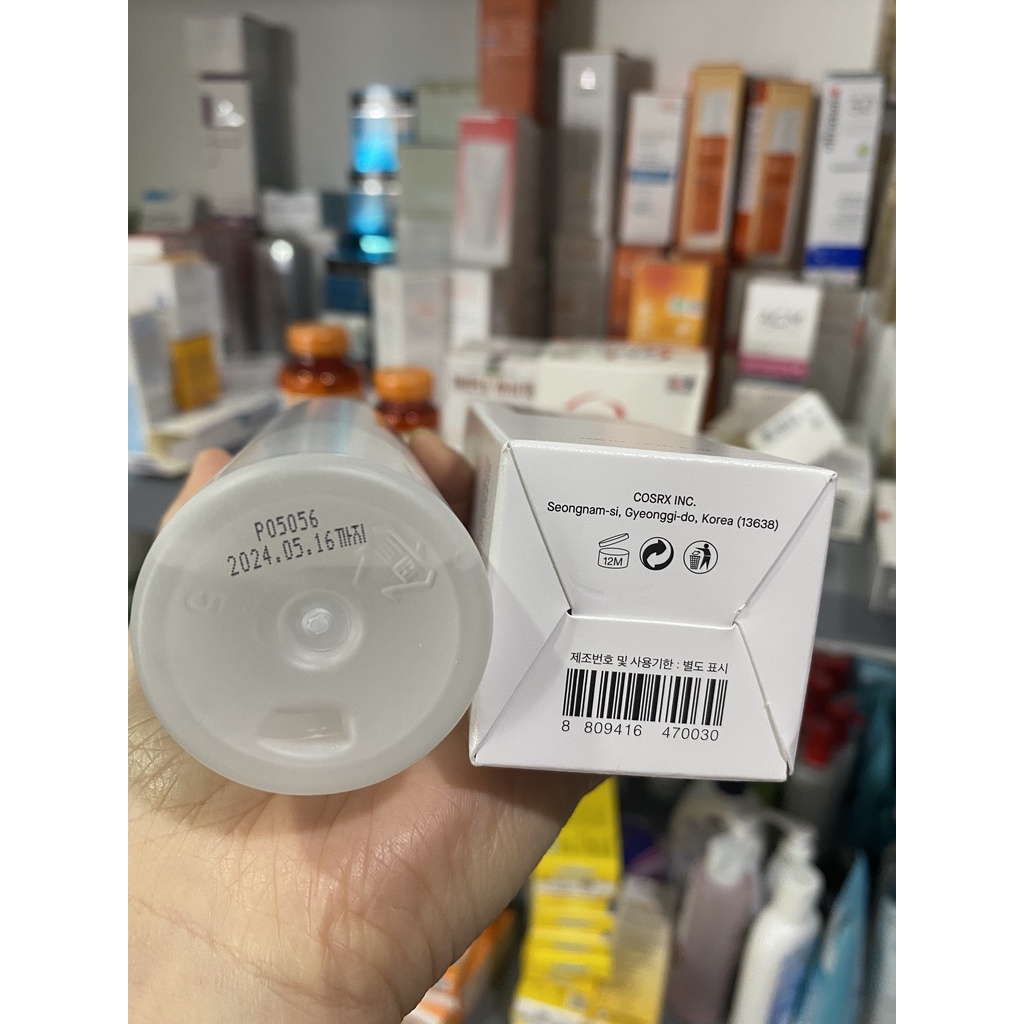 P05056
2024.05.16까지
COSRX INC.
Seongnam-si, Gyeonggi-do, Korea (13638)
12M
제조번호 및 사용기한 : 별도 표시
8 809416 470030